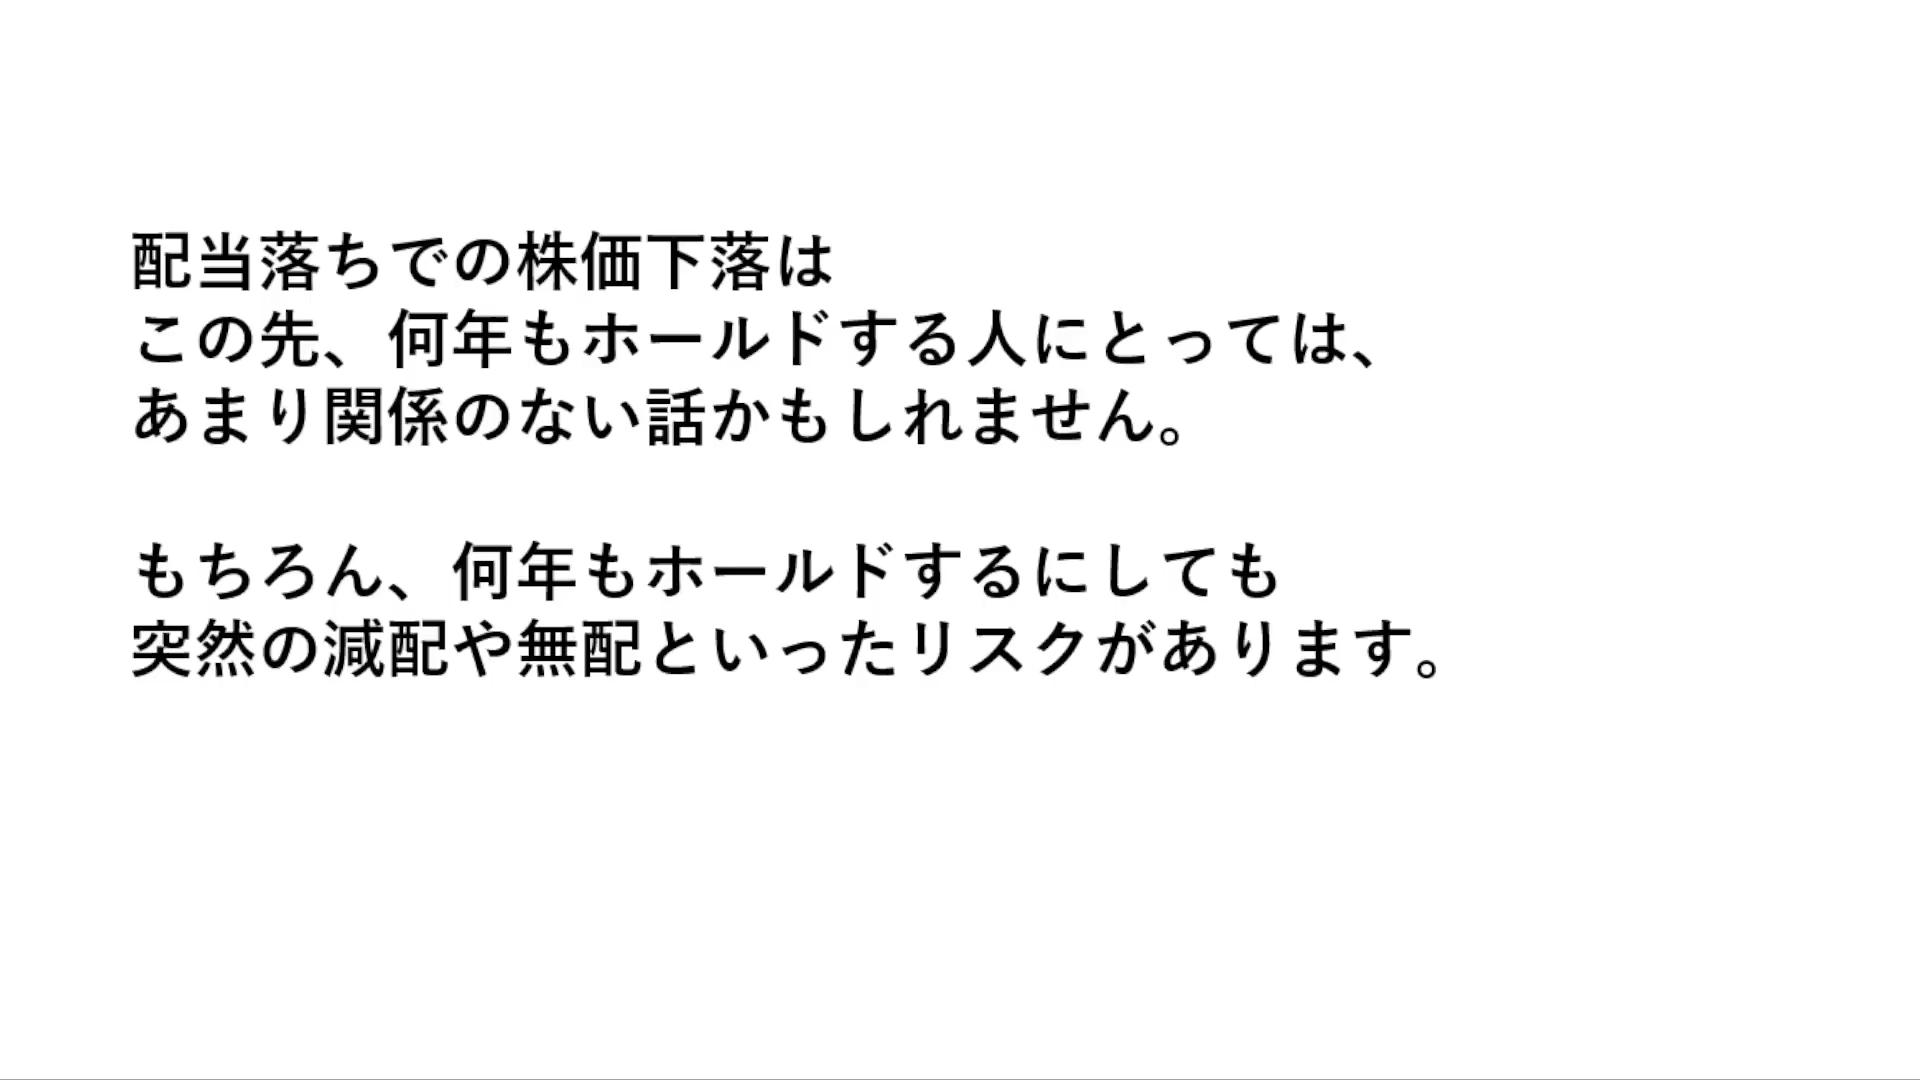 配当落ちでの株価下落は
この先、何年もホールドする人にとっては、
あまり関係のない話かもしれません。
もちろん、何年もホールドするにしても
突然の減配や無配といったリスクがあります。